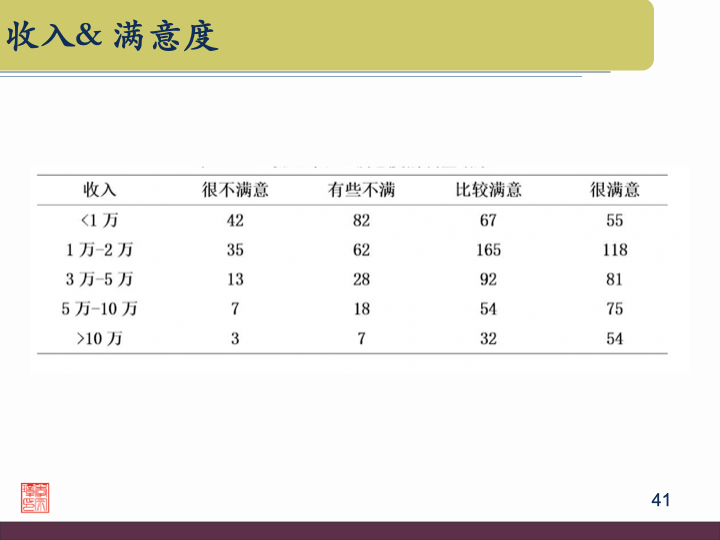 收入& 满意度
收入 很不满意 有些不满 比较满意 很满意
<1 万 42 82 67 55
1 万-2 万 35 62 165 118
3 万-5 万 13 28 92 81
5 万-10 万 7 18 54 75
>10 万 3 7 32 54
41